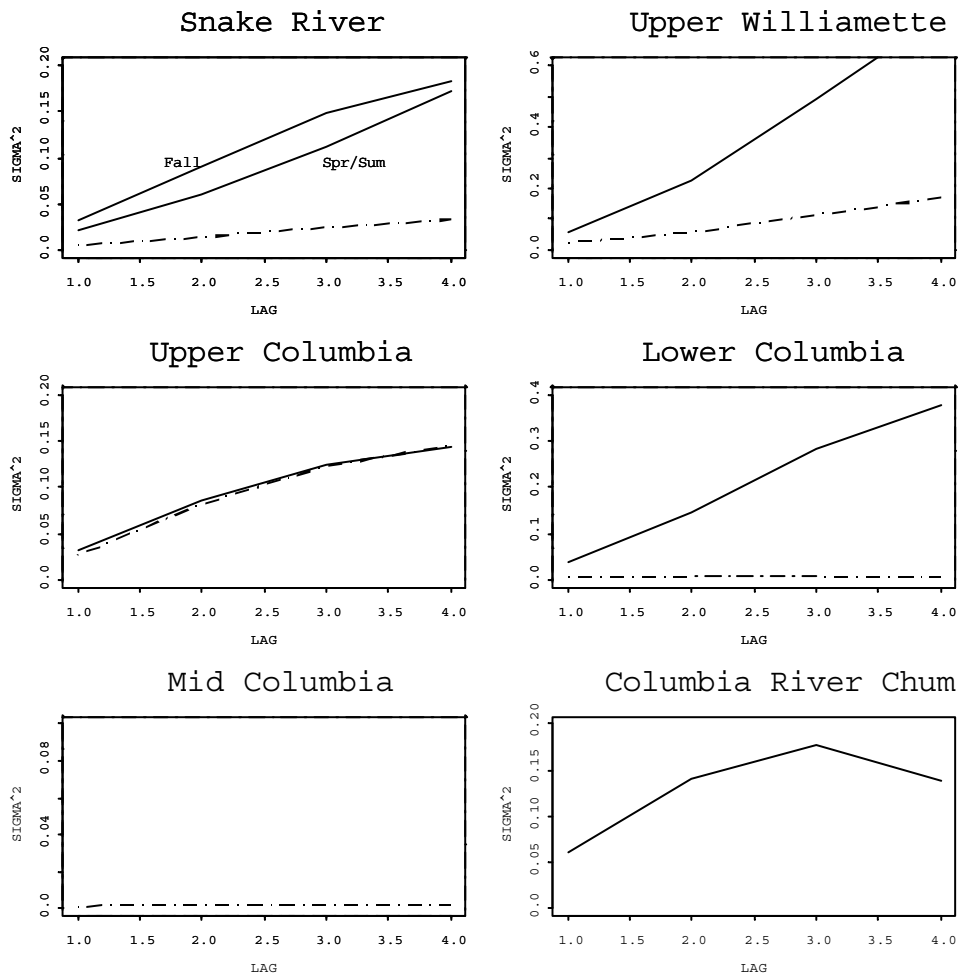 Snake River
SIGMA^2
0.0 0.05 0.10 0.15 0.20
Fall
Spr/Sum
1.0 1.5 2.0 2.5 3.0 3.5 4.0
LAG
Upper Williamette
SIGMA^2
0.0 0.2 0.4 0.6
1.0 1.5 2.0 2.5 3.0 3.5 4.0
LAG
Upper Columbia
SIGMA^2
0.0 0.05 0.10 0.15 0.20
1.0 1.5 2.0 2.5 3.0 3.5 4.0
LAG
Lower Columbia
SIGMA^2
0.0 0.1 0.2 0.3 0.4
1.0 1.5 2.0 2.5 3.0 3.5 4.0
LAG
Mid Columbia
SIGMA^2
0.0 0.04 0.08
1.0 1.5 2.0 2.5 3.0 3.5 4.0
LAG
Columbia River Chum
SIGMA^2
0.0 0.05 0.10 0.15 0.20
1.0 1.5 2.0 2.5 3.0 3.5 4.0
LAG